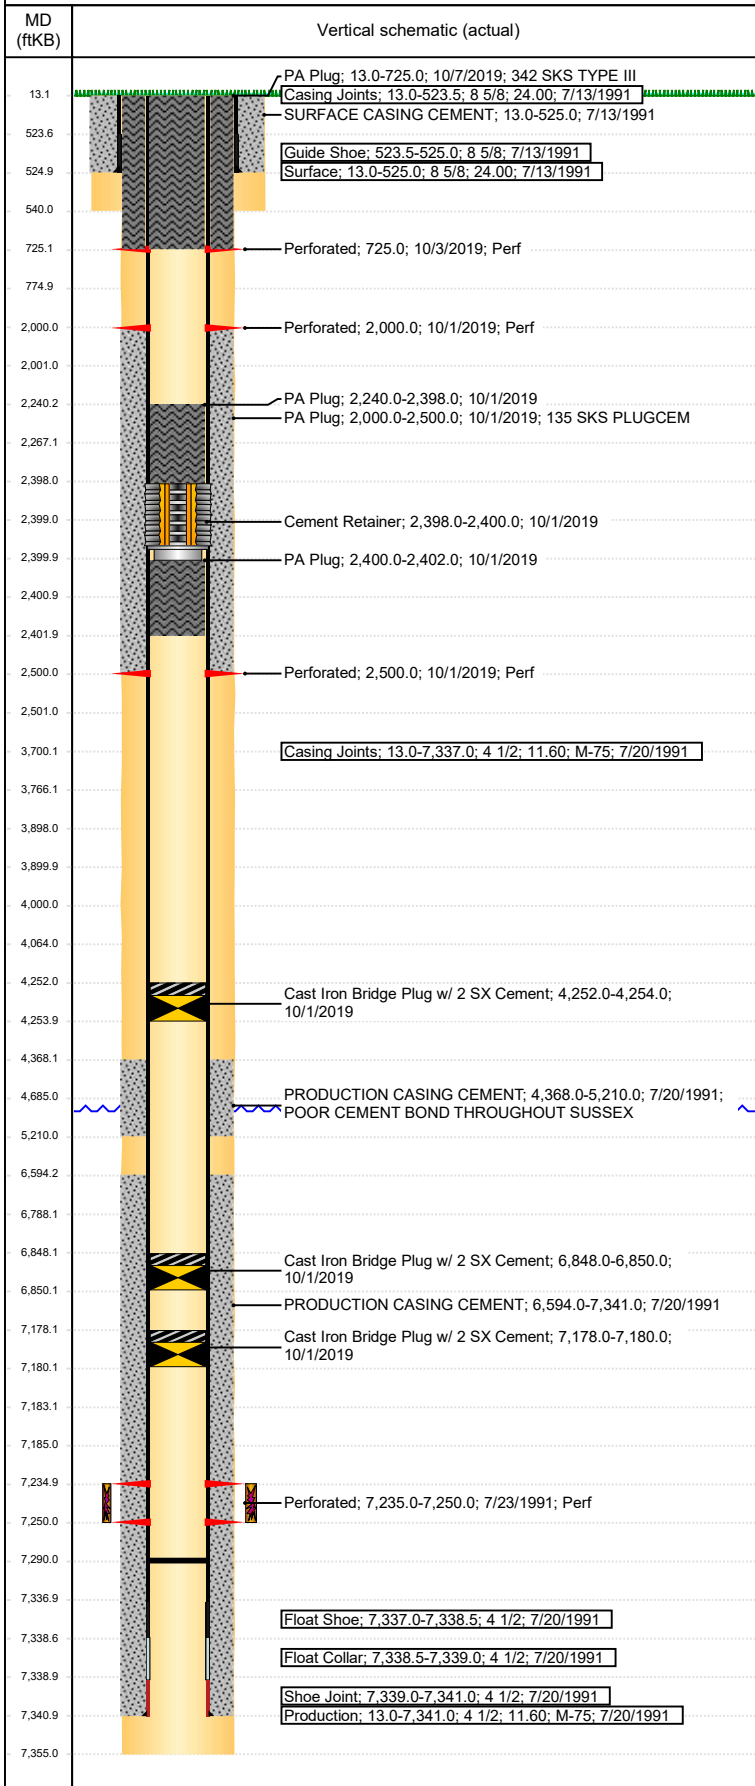 MD
(ftKB)
Vertical schematic (actual)
PA Plug; 13.0-725.0; 10/7/2019; 342 SKS TYPE III
13.1
Casing Joints; 13.0-523.5; 8 5/8; 24.00; 7/13/1991
SURFACE CASING CEMENT; 13.0-525.0; 7/13/1991
523.6
Guide Shoe; 523.5-525.0; 8 5/8; 7/13/1991
524.9
Surface; 13.0-525.0; 8 5/8; 24.00; 7/13/1991
540.0
725.1
Perforated; 725.0; 10/3/2019; Perf
774.9
2,000.0
Perforated; 2,000.0; 10/1/2019; Perf
2,001.0
2,240.2
PA Plug; 2,240.0-2,398.0; 10/1/2019
PA Plug; 2,000.0-2,500.0; 10/1/2019; 135 SKS PLUGCEM
2,267.1
2,398.0
2,399.0
Cement Retainer; 2,398.0-2,400.0; 10/1/2019
2,399.9
PA Plug; 2,400.0-2,402.0; 10/1/2019
2,400.9
2,401.9
2,500.0
Perforated; 2,500.0; 10/1/2019; Perf
2,501.0
3,700.1
Casing Joints; 13.0-7,337.0; 4 1/2; 11.60; M-75; 7/20/1991
3,766.1
3,898.0
3,899.9
4,000.0
4,064.0
4,252.0
Cast Iron Bridge Plug w/ 2 SX Cement; 4,252.0-4,254.0;
10/1/2019
4,253.9
4,368.1
4,685.0
PRODUCTION CASING CEMENT; 4,368.0-5,210.0; 7/20/1991;
POOR CEMENT BOND THROUGHOUT SUSSEX
5,210.0
6,594.2
6,788.1
6,848.1
Cast Iron Bridge Plug w/ 2 SX Cement; 6,848.0-6,850.0;
10/1/2019
6,850.1
PRODUCTION CASING CEMENT; 6,594.0-7,341.0; 7/20/1991
7,178.1
Cast Iron Bridge Plug w/ 2 SX Cement; 7,178.0-7,180.0;
10/1/2019
7,180.1
7,183.1
7,185.0
7,234.9
Perforated; 7,235.0-7,250.0; 7/23/1991; Perf
7,250.0
7,290.0
7,336.9
Float Shoe; 7,337.0-7,338.5; 4 1/2; 7/20/1991
7,338.6
Float Collar; 7,338.5-7,339.0; 4 1/2; 7/20/1991
7,338.9
Shoe Joint; 7,339.0-7,341.0; 4 1/2; 7/20/1991
7,340.9
Production; 13.0-7,341.0; 4 1/2; 11.60; M-75; 7/20/1991
7,355.0